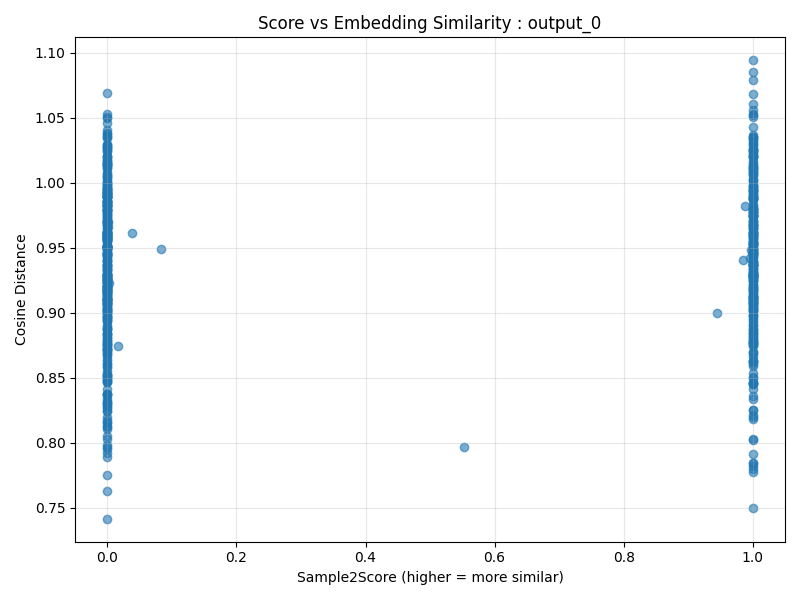 Score vs Embedding Similarity : output_0
1.10
1.05
1.00
0.95
0.90
0.85
0.80
0.75
Cosine Distance
0.0 0.2 0.4 0.6 0.8 1.0
Sample2Score (higher = more similar)